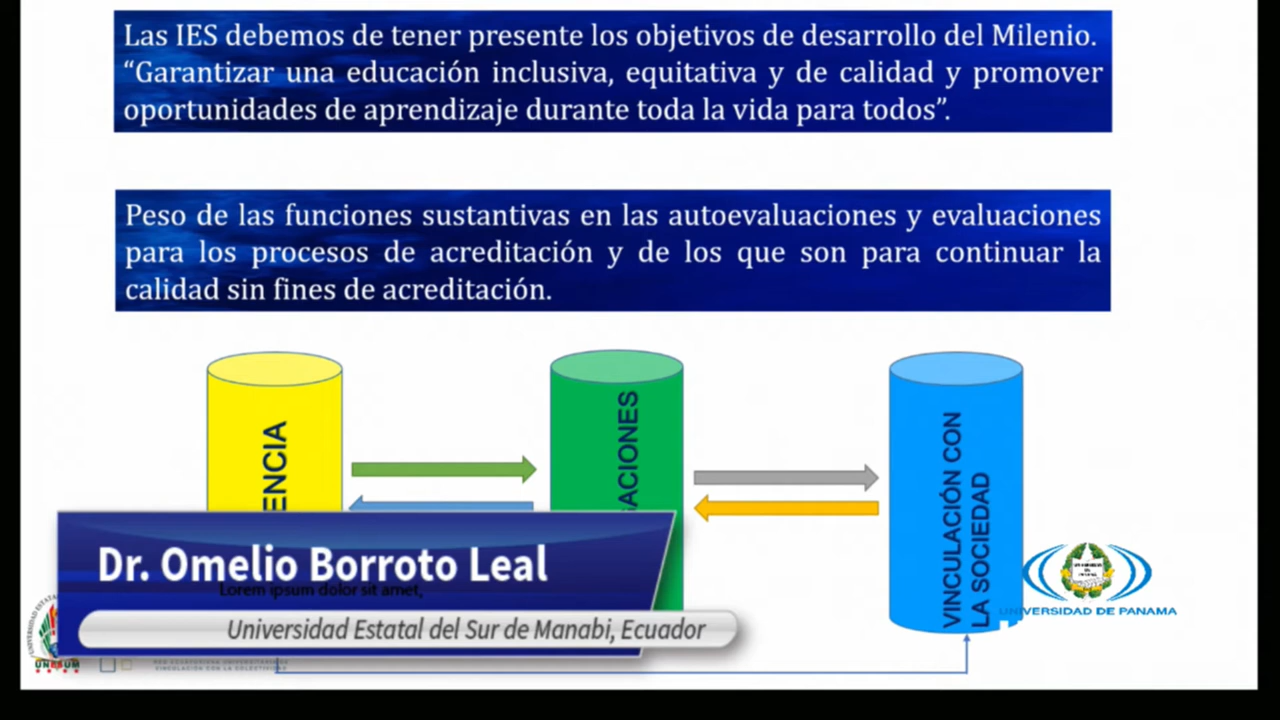 Las IES debemos de tener presente los objetivos de desarrollo del Milenio.
“Garantizar una educación inclusiva, equitativa y de calidad y promover
oportunidades de aprendizaje durante toda la vida para todos”.
Peso de las funciones sustantivas en las autoevaluaciones y evaluaciones
para los procesos de acreditación y de los que son para continuar la
calidad sin fines de acreditación.
ENCIA
ACIONES
VINCULACIÓN CON
LA SOCIEDAD
Dr. Omelio Borroto Leal
Lorem ipsum dolor sit amet,
Universidad Estatal del Sur de Manabi, Ecuador
UNIVERSIDAD DE PANAMA
UNESUM